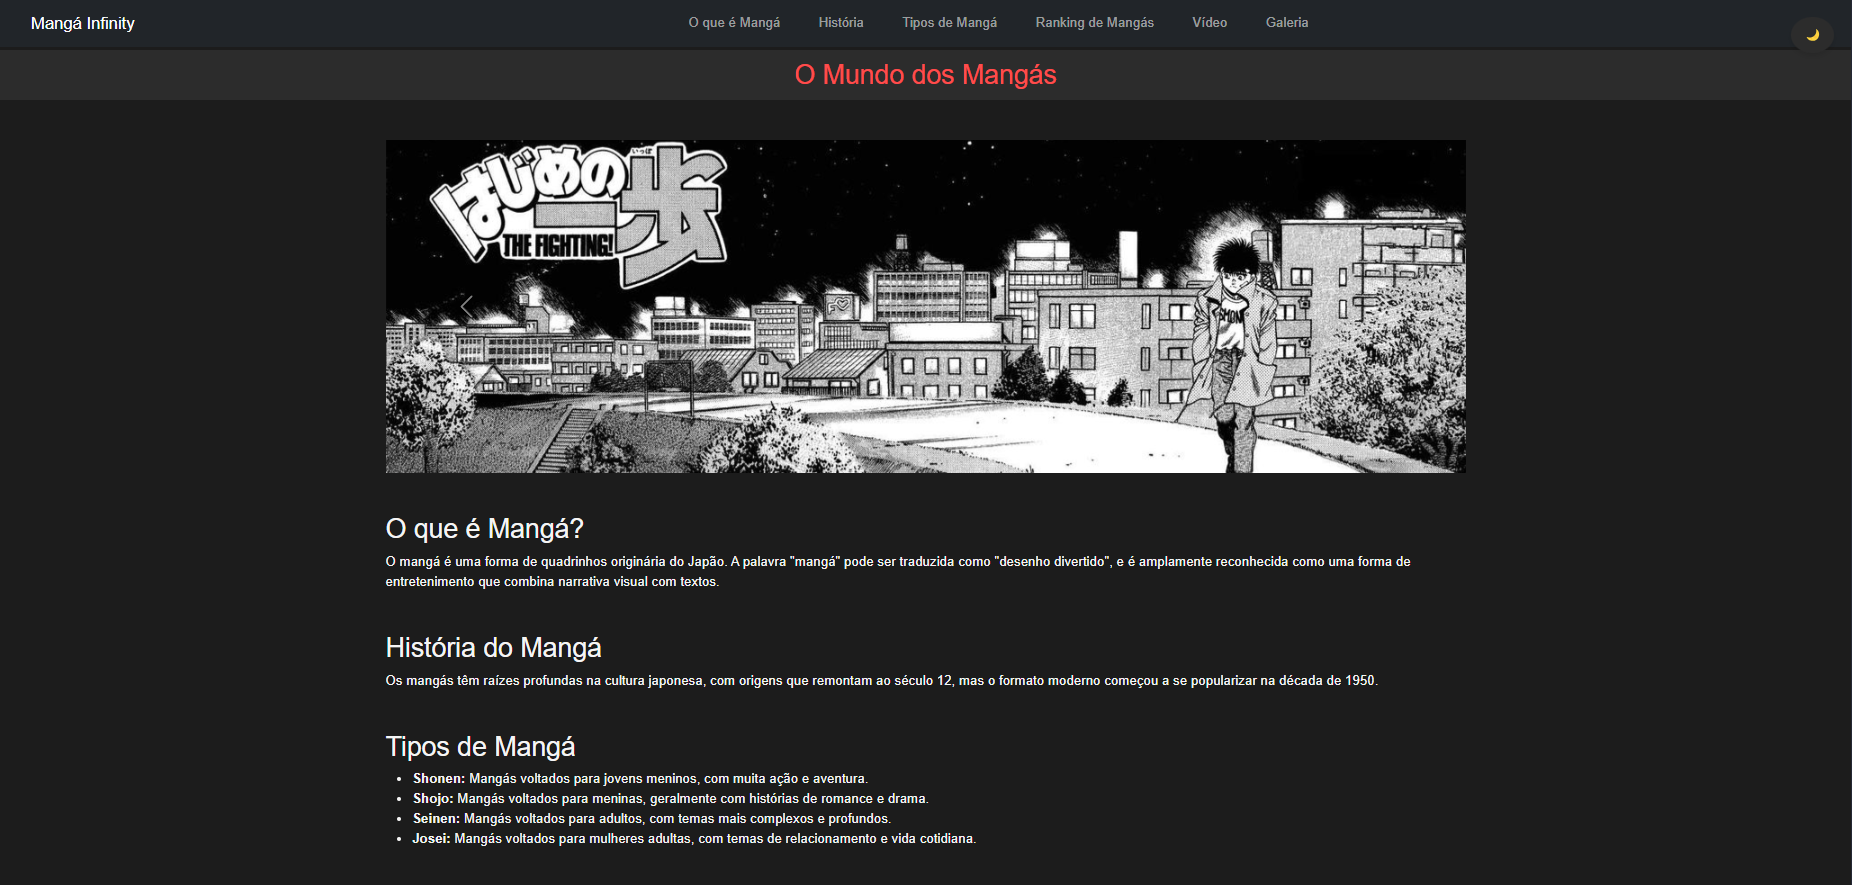 Mangá Infinity
O que é Mangá
História
Tipos de Mangá
Ranking de Mangás
Vídeo
Galeria
O Mundo dos Mangás
はじめの
いっぽ
一歩
THE FIGHTING!
O que é Mangá?
O mangá é uma forma de quadrinhos originária do Japão. A palavra "mangá" pode ser traduzida como "desenho divertido", e é amplamente reconhecida como uma forma de
entretenimento que combina narrativa visual com textos.
História do Mangá
Os mangás têm raízes profundas na cultura japonesa, com origens que remontam ao século 12, mas o formato moderno começou a se popularizar na década de 1950.
Tipos de Mangá
Shonen: Mangás voltados para jovens meninos, com muita ação e aventura.
Shojo: Mangás voltados para meninas, geralmente com histórias de romance e drama.
Seinen: Mangás voltados para adultos, com temas mais complexos e profundos.
Josei: Mangás voltados para mulheres adultas, com temas de relacionamento e vida cotidiana.